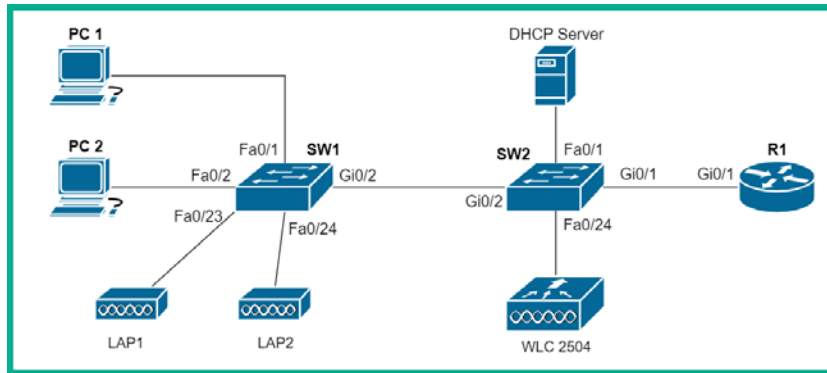 PC 1
DHCP Server
PC 2
Fa0/1
SW1
SW2
Fa0/1
R1
Fa0/2
Gi0/2
Gi0/1
Gi0/1
Gi0/2
Fa0/23
Fa0/24
Fa0/24
LAP1
LAP2
WLC 2504